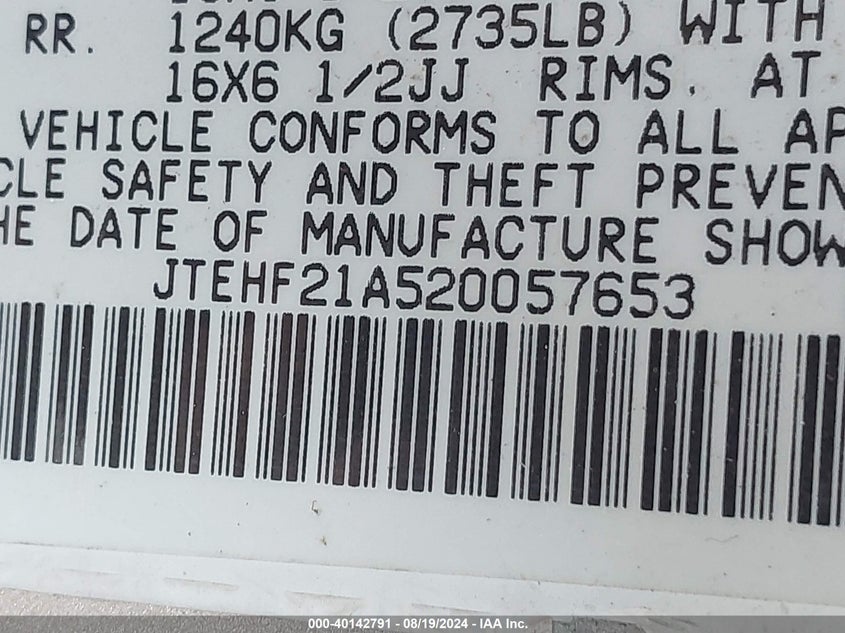 RR. 1240KG (2735LB) WITH
16X6 1/2JJ RIMS. AT
VEHICLE CONFORMS TO ALL AP
CLE SAFETY AND THEFT PREVEN
HE DATE OF MANUFACTURE SHOW
JTEHF21A520057653
000-40142791 - 08/19/2024 - IAA Inc.